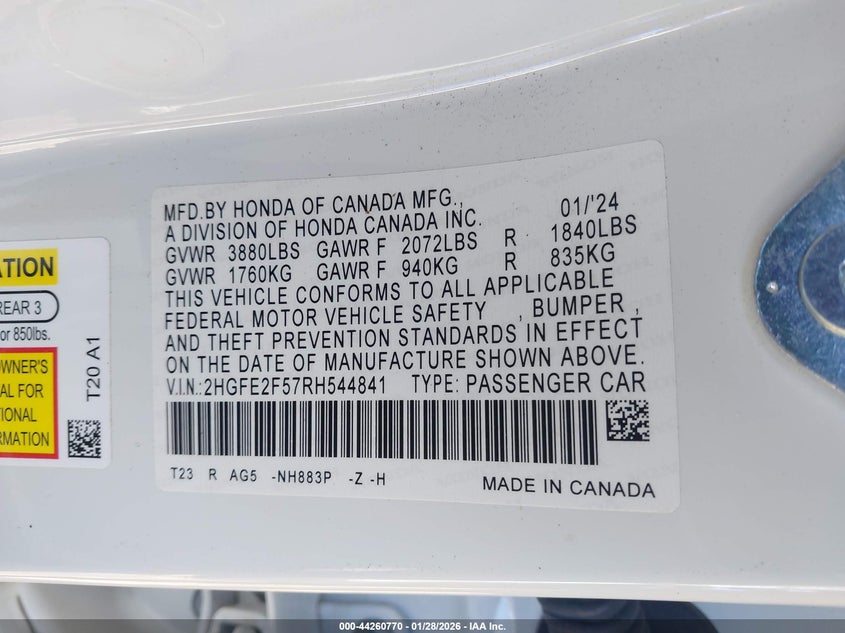 MFD.BY HONDA OF CANADA MFG., 01/'24
A DIVISION OF HONDA CANADA INC.
GVWR 3880LBS GAWR F 2072LBS R 1840LBS
GVWR 1760KG GAWR F 940KG R 835KG
THIS VEHICLE CONFORMS TO ALL APPLICABLE
FEDERAL MOTOR VEHICLE SAFETY , BUMPER ,
AND THEFT PREVENTION STANDARDS IN EFFECT
ON THE DATE OF MANUFACTURE SHOWN ABOVE.
V.I.N.:2HGFE2F57RH544841 TYPE: PASSENGER CAR
T23 R AG5 -NH883P -Z -H
MADE IN CANADA
ATION
REAR 3
or 850lbs.
OWNER'S
AL FOR
TIONAL
RMATION
T20 A1
000-44260770 - 01/28/2026 - IAA Inc.